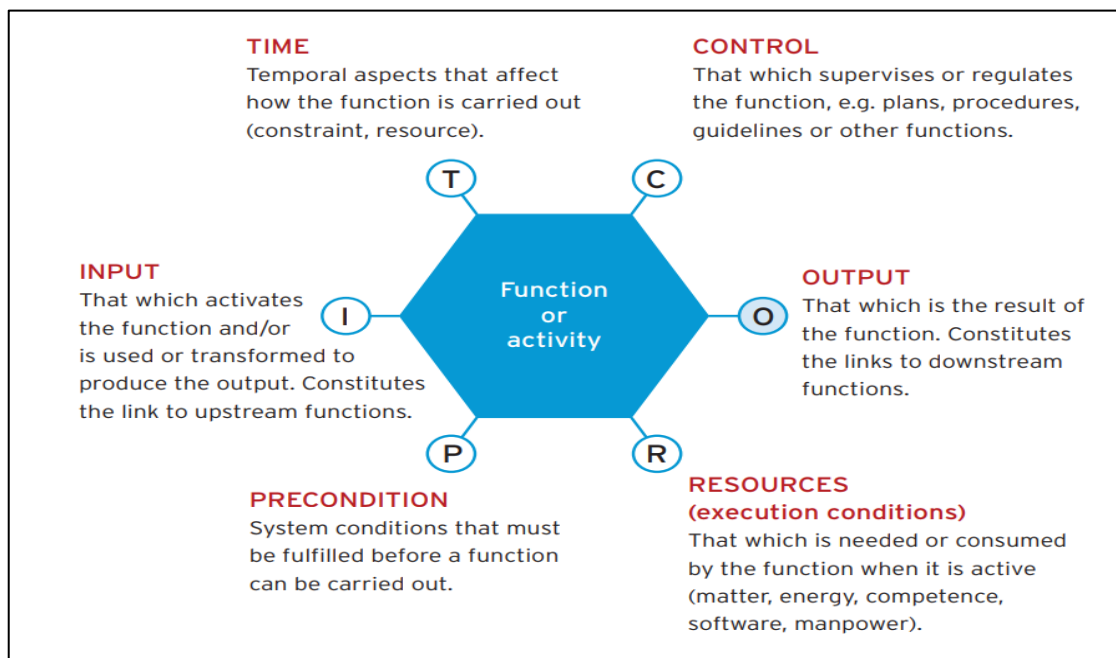 TIME
Temporal aspects that affect
how the function is carried out
(constraint, resource).
CONTROL
That which supervises or regulates
the function, e.g. plans, procedures,
guidelines or other functions.
T
C
INPUT
That which activates
the function and/or
is used or transformed to
produce the output. Constitutes
the link to upstream functions.
I
Function
or
activity
O
OUTPUT
That which is the result of
the function. Constitutes
the links to downstream
functions.
P
R
PRECONDITION
System conditions that must
be fulfilled before a function
can be carried out.
RESOURCES
(execution conditions)
That which is needed or consumed
by the function when it is active
(matter, energy, competence,
software, manpower).